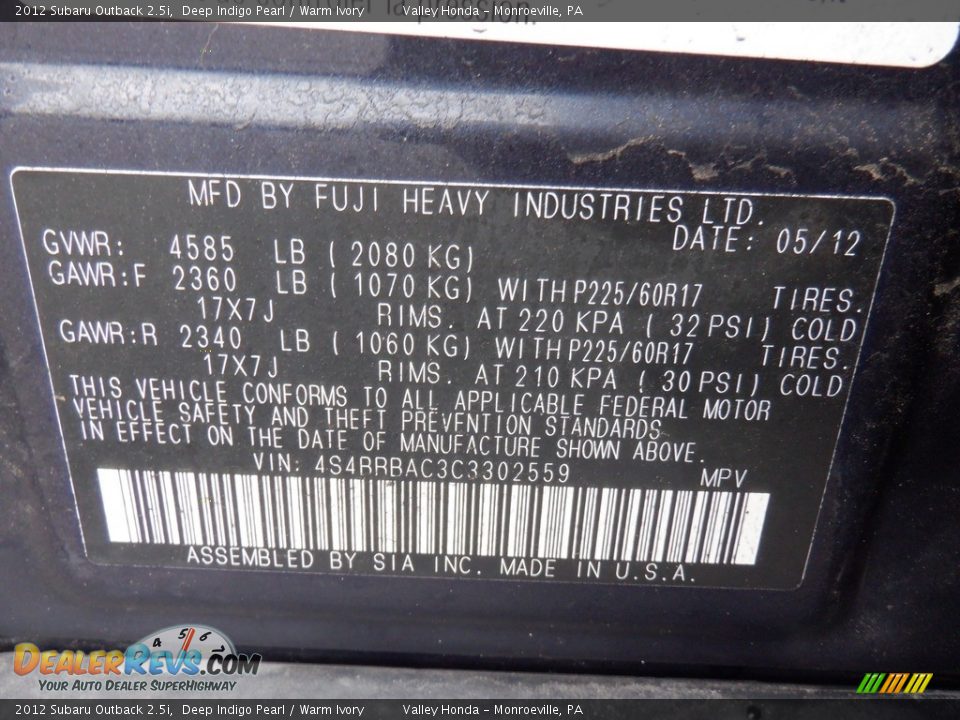 2012 Subaru Outback 2.5i, Deep Indigo Pearl / Warm Ivory Valley Honda - Monroeville, PA
la pression.
MFD BY FUJI HEAVY INDUSTRIES LTD.
DATE: 05/12
GVWR: 4585 LB ( 2080 KG)
GAWR:F 2360 LB ( 1070 KG) WITH P225/60R17 TIRES.
17X7J RIMS. AT 220 KPA ( 32 PSI) COLD
GAWR:R 2340 LB ( 1060 KG) WITH P225/60R17 TIRES.
17X7J RIMS. AT 210 KPA ( 30 PSI) COLD
THIS VEHICLE CONFORMS TO ALL APPLICABLE FEDERAL MOTOR
VEHICLE SAFETY AND THEFT PREVENTION STANDARDS
IN EFFECT ON THE DATE OF MANUFACTURE SHOWN ABOVE.
VIN: 4S4BRBAC3C3302559 MPV
ASSEMBLED BY SIA INC. MADE IN U.S.A.
4 5 6
DEALERREVS.COM
YOUR AUTO DEALER SUPERHIGHWAY
2012 Subaru Outback 2.5i, Deep Indigo Pearl / Warm Ivory Valley Honda - Monroeville, PA